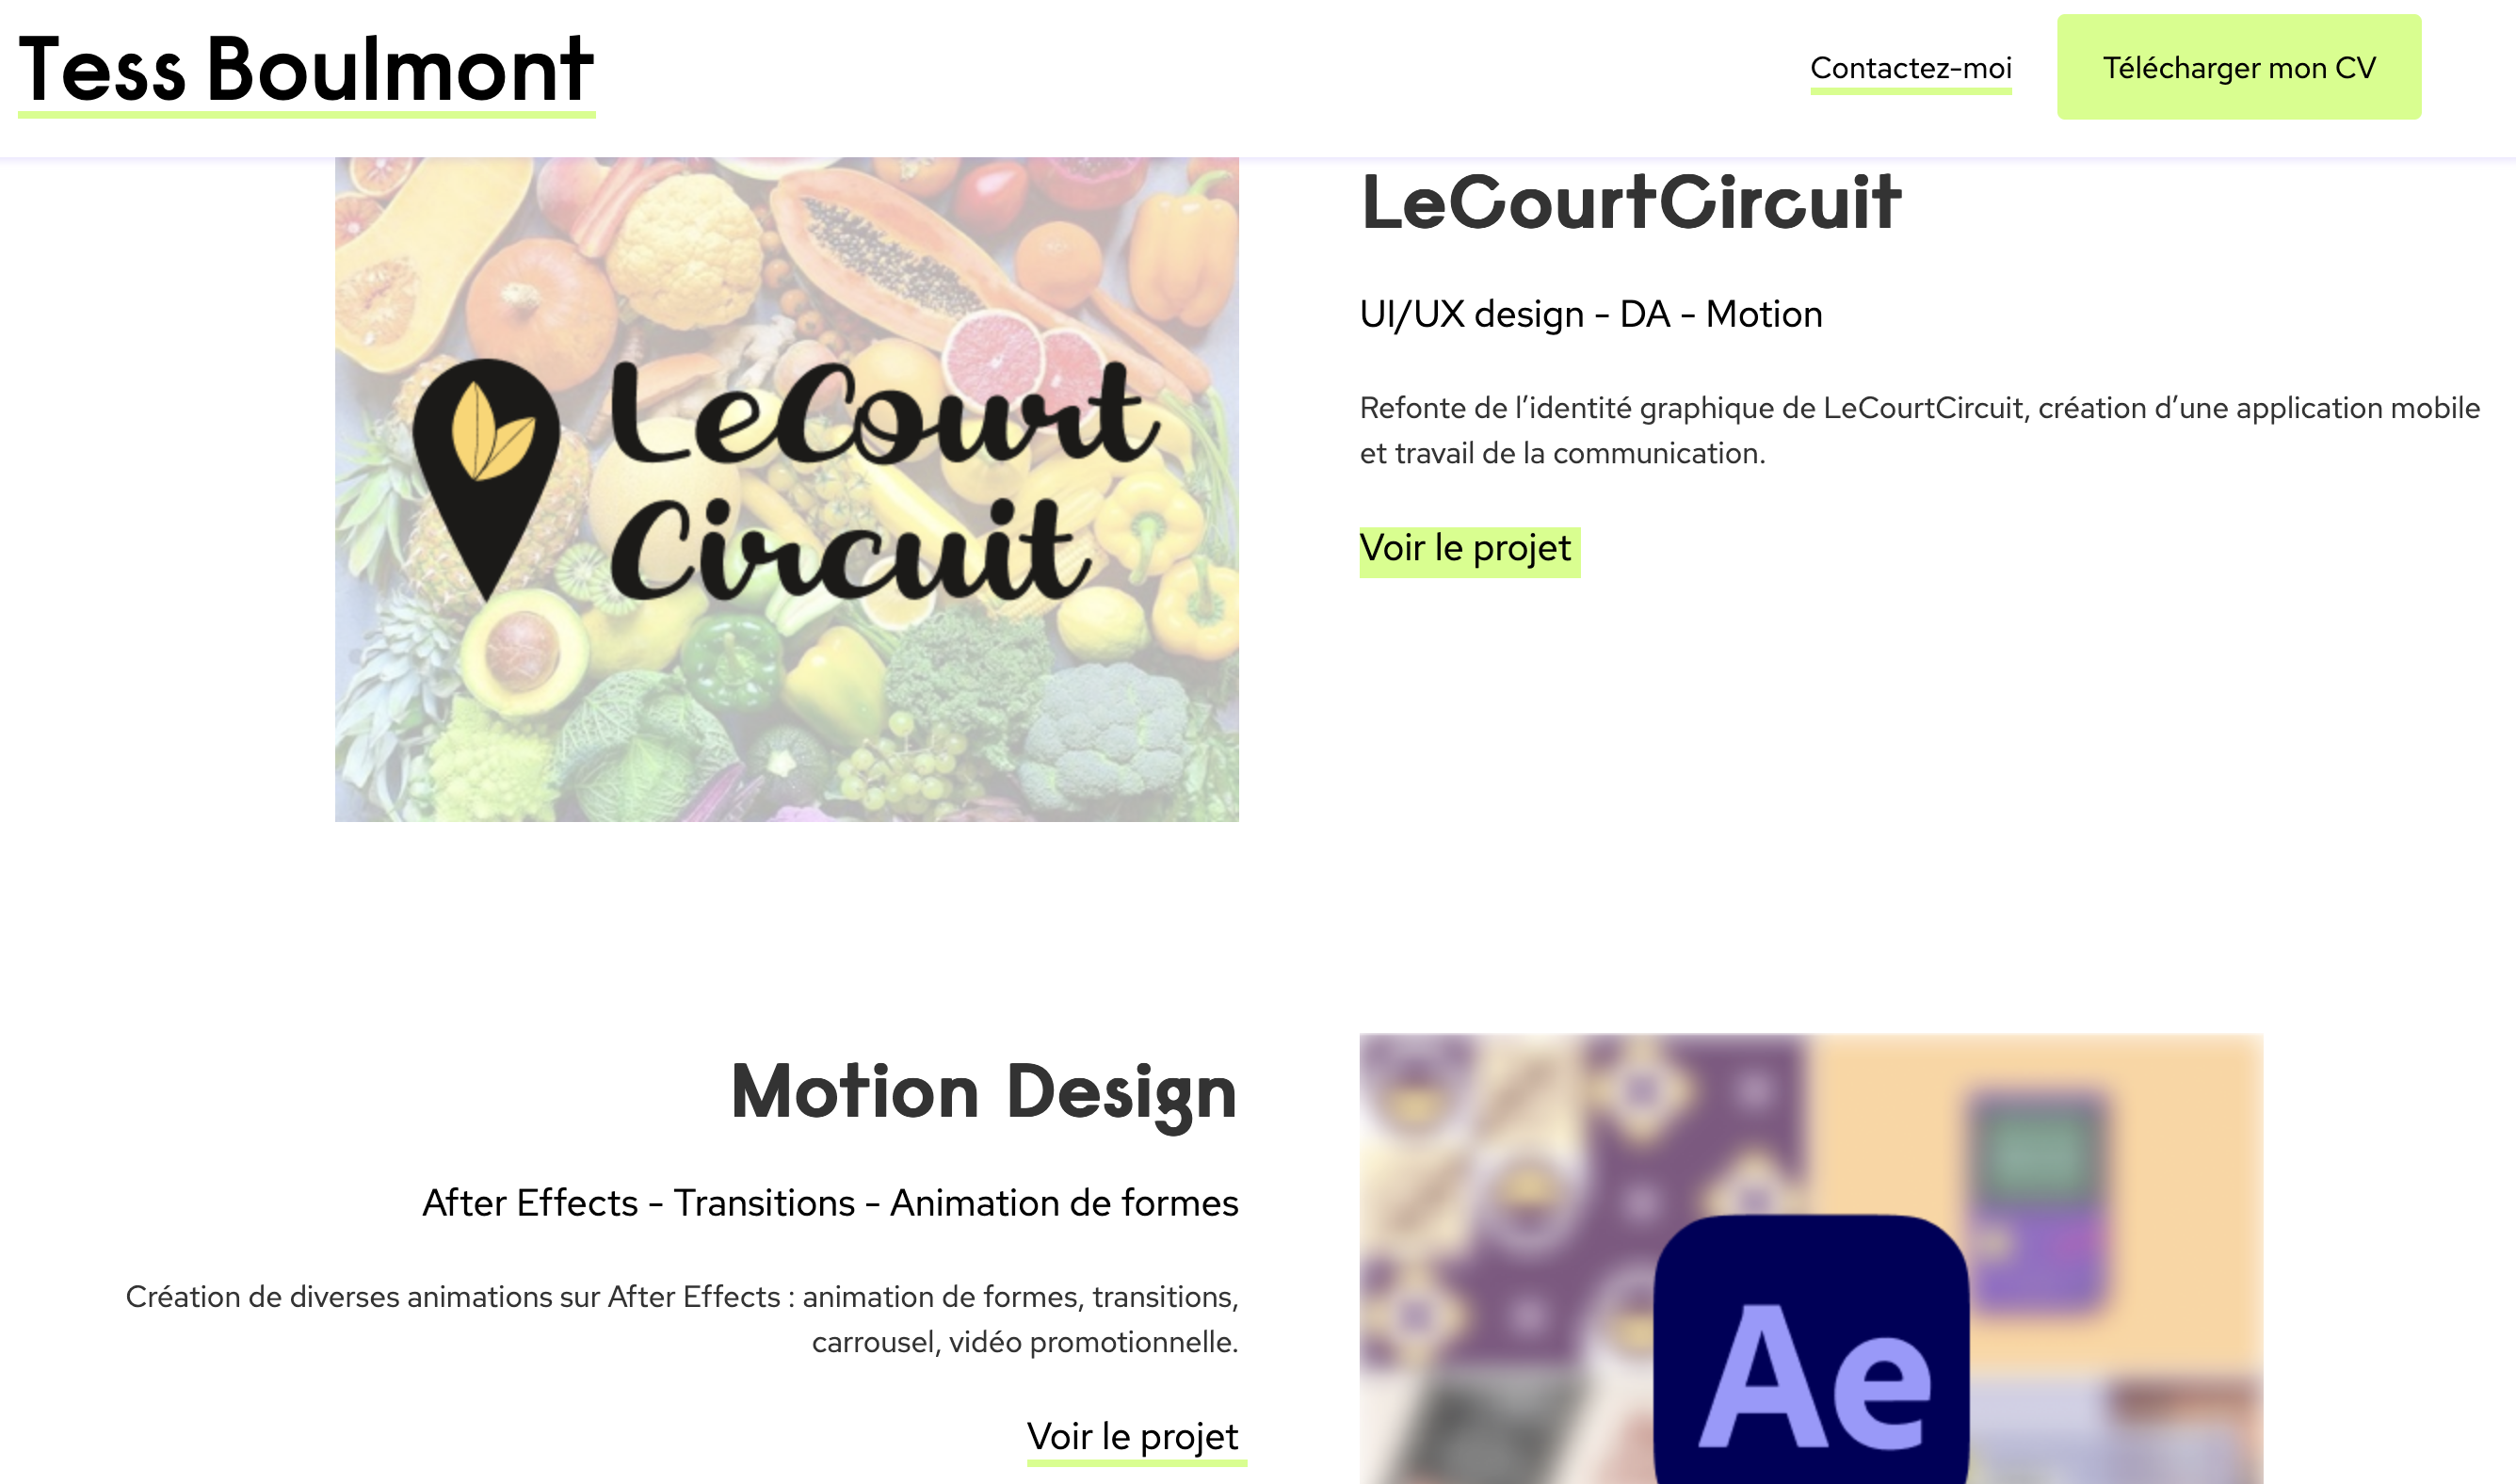 Tess Boulmont
Contactez-moi
Télécharger mon CV
LeCourt
Circuit
LeCourtCircuit
UI/UX design - DA - Motion
Refonte de l’identité graphique de LeCourtCircuit, création d’une application mobile
et travail de la communication.
Voir le projet
Motion Design
After Effects - Transitions - Animation de formes
Création de diverses animations sur After Effects : animation de formes, transitions,
carrousel, vidéo promotionnelle.
Voir le projet
Ae